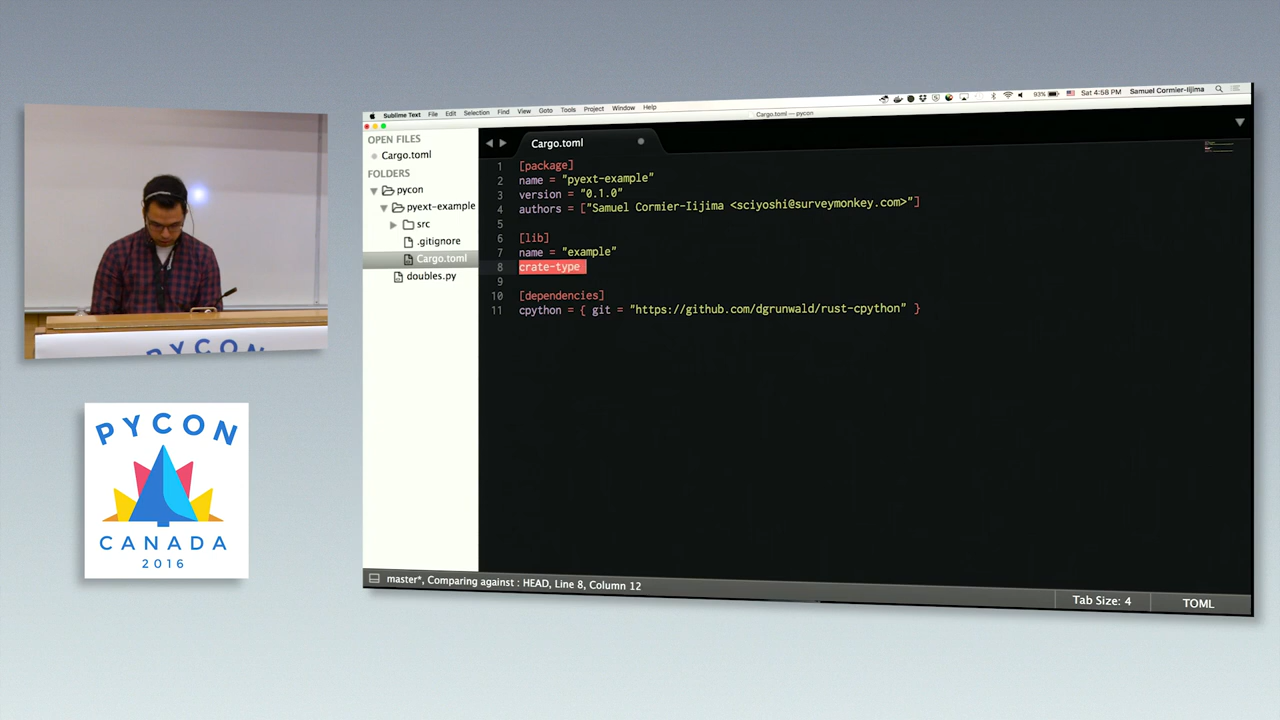 Sublime Text File Edit Selection Find View Goto Tools Project Window Help
93% Sat 4:58 PM Samuel Cormier-Iijima
Cargo.toml — pycon
OPEN FILES
Cargo.toml
FOLDERS
pycon
pyext-example
src
.gitignore
Cargo.toml
doubles.py
Cargo.toml
1 [package]
2 name = "pyext-example"
3 version = "0.1.0"
4 authors = ["Samuel Cormier-Iijima <sciyoshi@surveymonkey.com>"]
5
6 [lib]
7 name = "example"
8 crate-type
9
10 [dependencies]
11 cpython = { git = "https://github.com/dgrunwald/rust-cpython" }
master*, Comparing against : HEAD, Line 8, Column 12
Tab Size: 4
TOML
PYCON
PYCON
CANADA
2016